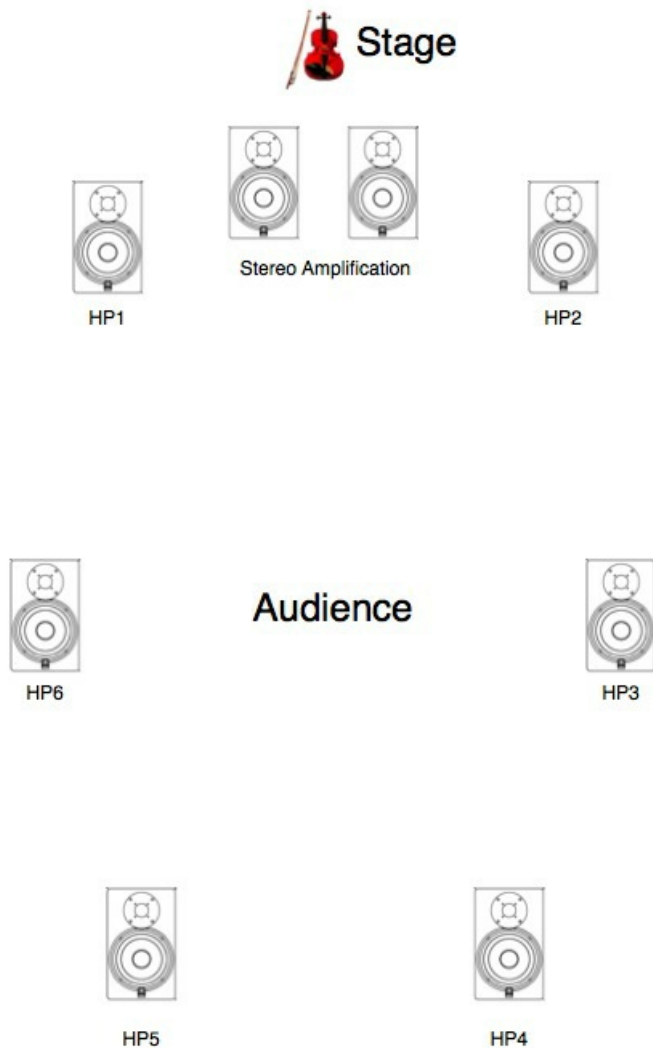 Stage
Stereo Amplification
HP1
HP2
Audience
HP6
HP3
HP5
HP4